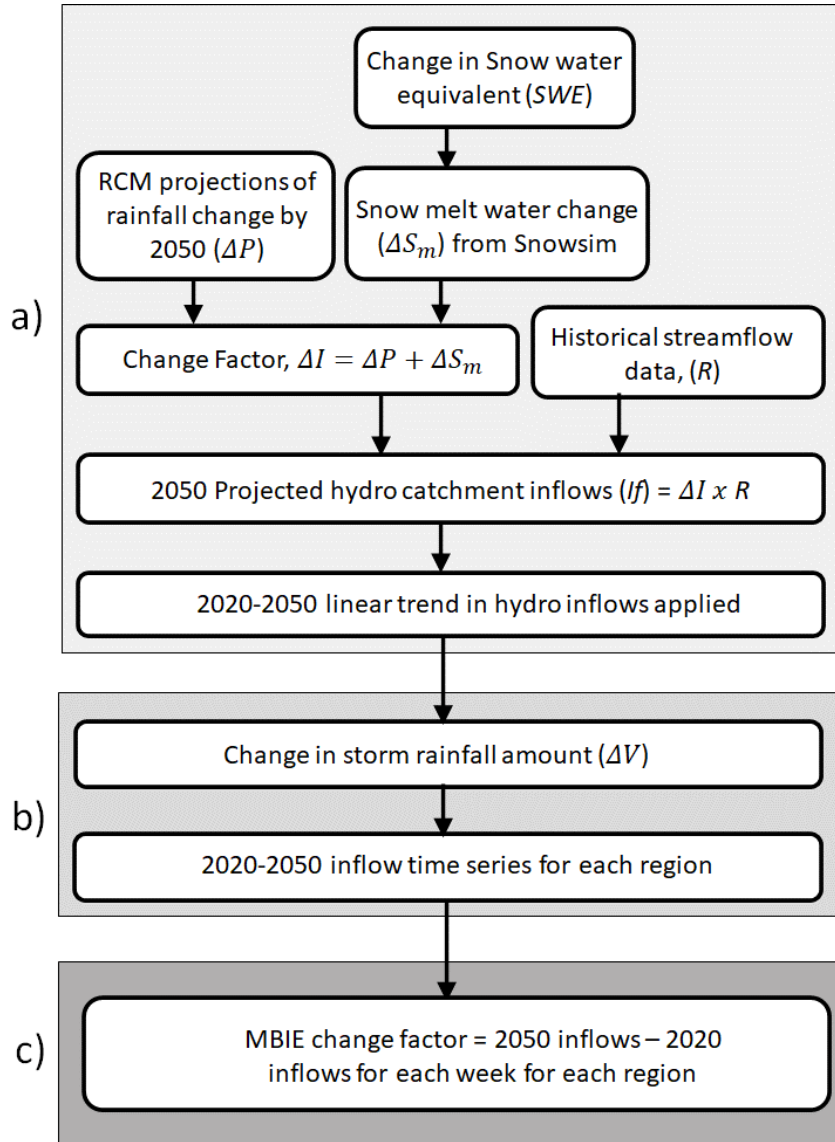 Change in Snow water
equivalent (SWE)
RCM projections of
rainfall change by
2050 (ΔP)
Snow melt water change
(ΔSₘ) from Snowsim
a)
Change Factor, ΔI = ΔP + ΔSₘ
Historical streamflow
data, (R)
2050 Projected hydro catchment inflows (If) = ΔI x R
2020-2050 linear trend in hydro inflows applied
b)
Change in storm rainfall amount (ΔV)
2020-2050 inflow time series for each region
c)
MBIE change factor = 2050 inflows – 2020
inflows for each week for each region